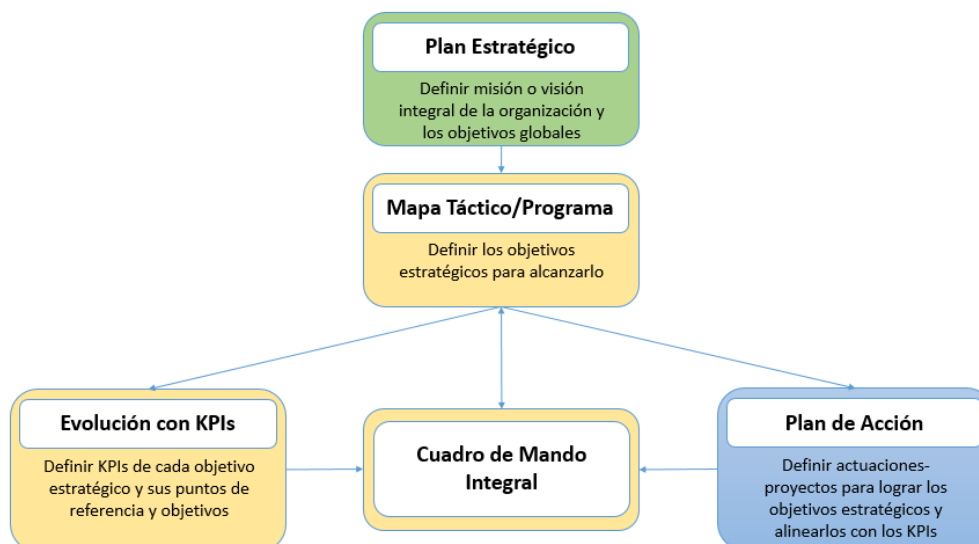 Plan Estratégico
Definir misión o visión
integral de la organización y
los objetivos globales
Mapa Táctico/Programa
Definir los objetivos
estratégicos para alcanzarlo
Evolución con KPIs
Definir KPIs de cada objetivo
estratégico y sus puntos de
referencia y objetivos
Cuadro de Mando
Integral
Plan de Acción
Definir actuaciones-
proyectos para lograr los
objetivos estratégicos y
alinearlos con los KPIs